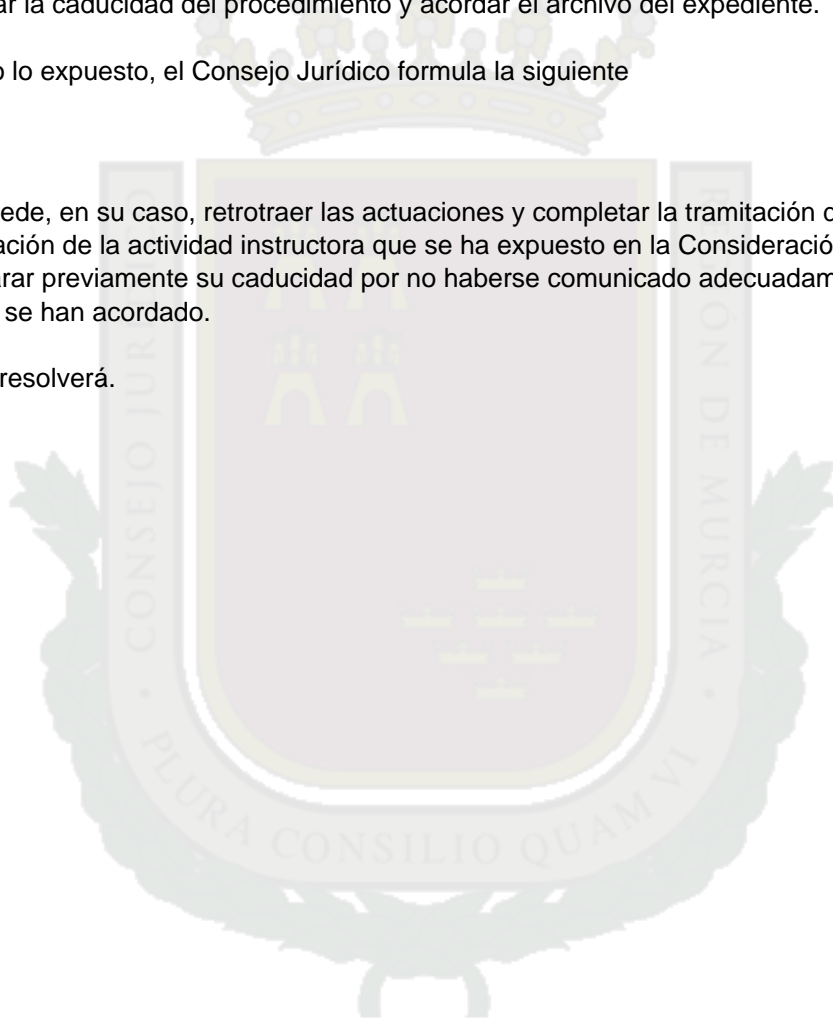 ar la caducidad del procedimiento y acordar el archivo del expediente.
lo expuesto, el Consejo Jurídico formula la siguiente
ede, en su caso, retrotraer las actuaciones y completar la tramitación
ación de la actividad instructora que se ha expuesto en la Consideració
rar previamente su caducidad por no haberse comunicado adecuadam
se han acordado.
resolverá.
CONSEJO JURÍDICO
REGIÓN DE MURCIA
PLURA CONSILIO QUAM VI